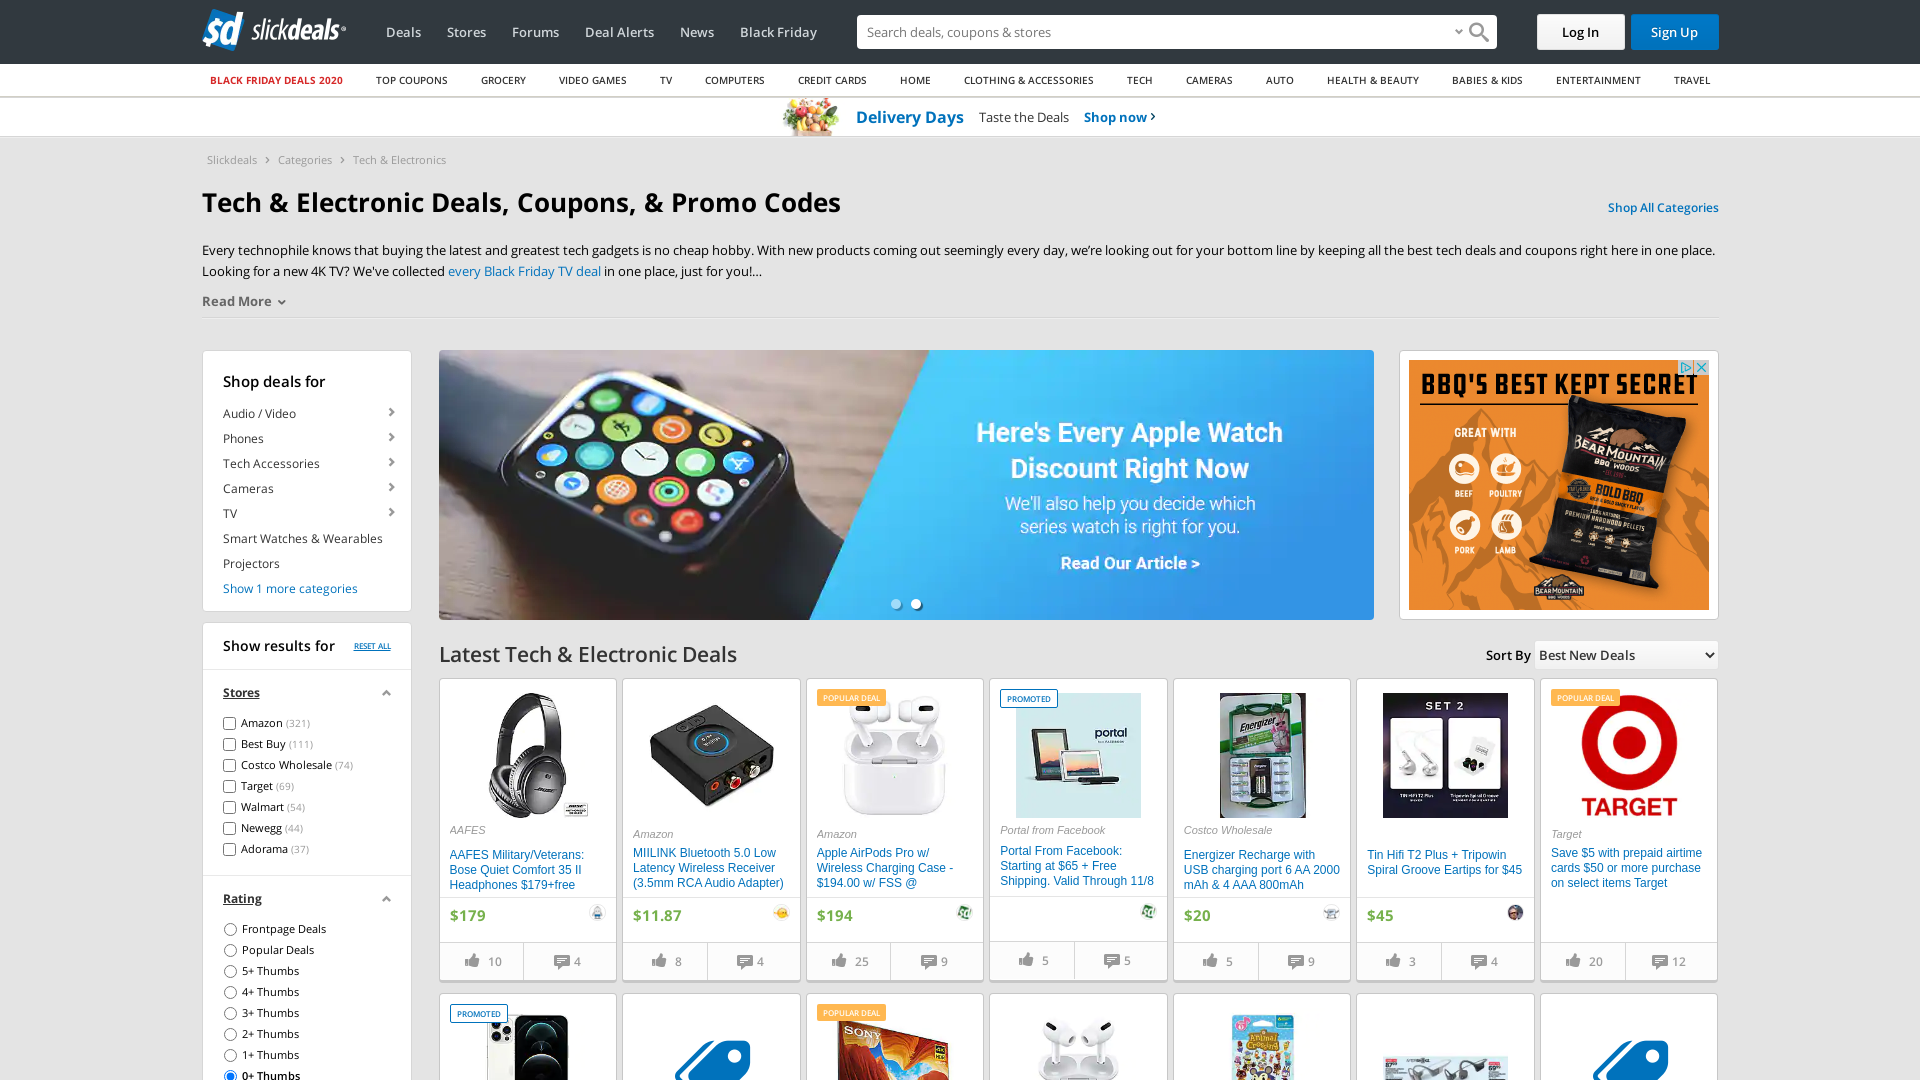 slickdeals
Deals
Stores
Forums
Deal Alerts
News
Black Friday
Search deals, coupons & stores
Log In
Sign Up
BLACK FRIDAY DEALS 2020
TOP COUPONS
GROCERY
VIDEO GAMES
TV
COMPUTERS
CREDIT CARDS
HOME
CLOTHING & ACCESSORIES
TECH
CAMERAS
AUTO
HEALTH & BEAUTY
BABIES & KIDS
ENTERTAINMENT
TRAVEL
Delivery Days Taste the Deals Shop now
Slickdeals > Categories > Tech & Electronics
Tech & Electronic Deals, Coupons, & Promo Codes
Shop All Categories
Every technophile knows that buying the latest and greatest tech gadgets is no cheap hobby. With new products coming out seemingly every day, we’re looking out for your bottom line by keeping all the best tech deals and coupons right here in one place.
Looking for a new 4K TV? We've collected every Black Friday TV deal in one place, just for you!…
Read More
Shop deals for
Audio / Video
Phones
Tech Accessories
Cameras
TV
Smart Watches & Wearables
Projectors
Show 1 more categories
Show results for
RESET ALL
Stores
Amazon (321)
Best Buy (111)
Costco Wholesale (74)
Target (69)
Walmart (54)
Newegg (44)
Adorama (37)
Rating
Frontpage Deals
Popular Deals
5+ Thumbs
4+ Thumbs
3+ Thumbs
2+ Thumbs
1+ Thumbs
0+ Thumbs
Here's Every Apple Watch
Discount Right Now
We'll also help you decide which
series watch is right for you.
Read Our Article >
BBQ'S BEST KEPT SECRET
GREAT WITH
BEEF
POULTRY
PORK
LAMB
BEAR MOUNTAIN
BBQ WOODS
BOLD BBQ
PREMIUM HARDWOOD PELLETS
BEAR MOUNTAIN
BBQ WOODS
Latest Tech & Electronic Deals
Sort By
Best New Deals
AAFES
AAFES Military/Veterans:
Bose Quiet Comfort 35 II
Headphones $179+free
$179
10
4
Amazon
MIILINK Bluetooth 5.0 Low
Latency Wireless Receiver
(3.5mm RCA Audio Adapter)
$11.87
8
4
POPULAR DEAL
Amazon
Apple AirPods Pro w/
Wireless Charging Case -
$194.00 w/ FSS @
$194
25
9
PROMOTED
portal
Portal from Facebook
Portal From Facebook:
Starting at $65 + Free
Shipping. Valid Through 11/8
5
5
Energizer
Costco Wholesale
Energizer Recharge with
USB charging port 6 AA 2000
mAh & 4 AAA 800mAh
$20
5
9
SET 2
TIN HiFi T2 Plus
Tripowin Spiral Groove
Tin Hifi T2 Plus + Tripowin
Spiral Groove Eartips for $45
$45
3
4
POPULAR DEAL
TARGET
Target
Save $5 with prepaid airtime
cards $50 or more purchase
on select items Target
20
12
PROMOTED
POPULAR DEAL
SONY
Animal
Crossing